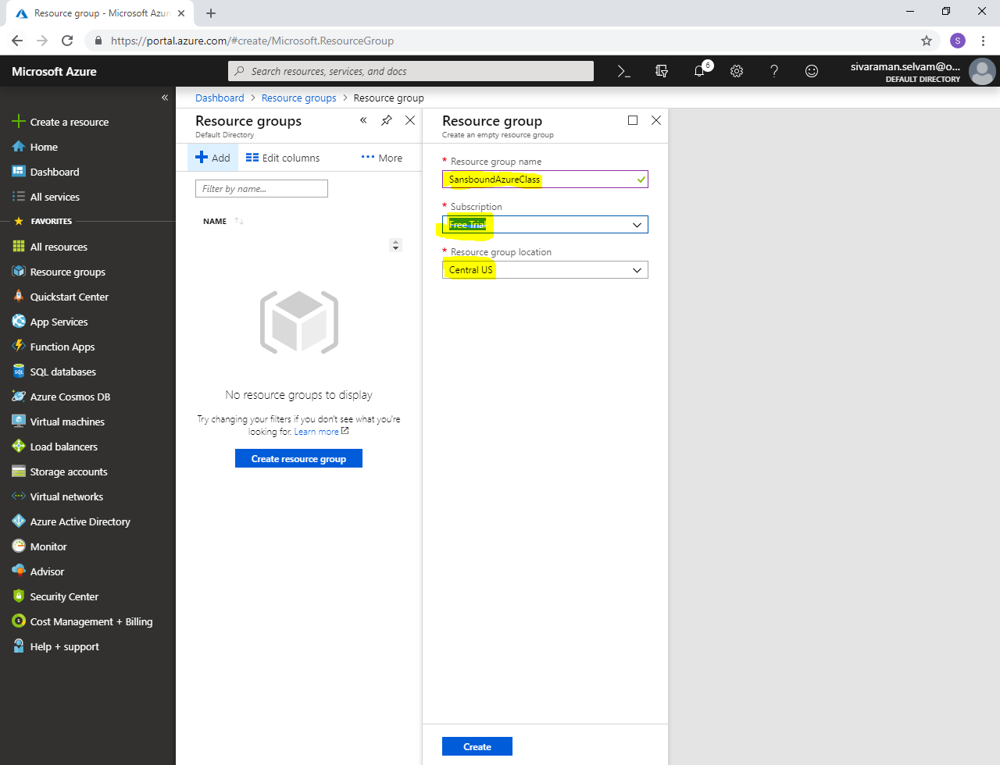 Resource group - Microsoft Azur
https://portal.azure.com/#create/Microsoft.ResourceGroup
S
Microsoft Azure
Search resources, services, and docs
6
sivaraman.selvam@o...
DEFAULT DIRECTORY
Dashboard > Resource groups > Resource group
Create a resource
Home
Dashboard
All services
FAVORITES
All resources
Resource groups
Quickstart Center
App Services
Function Apps
SQL databases
Azure Cosmos DB
Virtual machines
Load balancers
Storage accounts
Virtual networks
Azure Active Directory
Monitor
Advisor
Security Center
Cost Management + Billing
Help + support
Resource groups
Default Directory
Add
Edit columns
More
Filter by name...
NAME
No resource groups to display
Try changing your filters if you don't see what you're
looking for. Learn more
Create resource group
Resource group
Create an empty resource group
* Resource group name
SansboundAzureClass
* Subscription
Free Trial
* Resource group location
Central US
Create